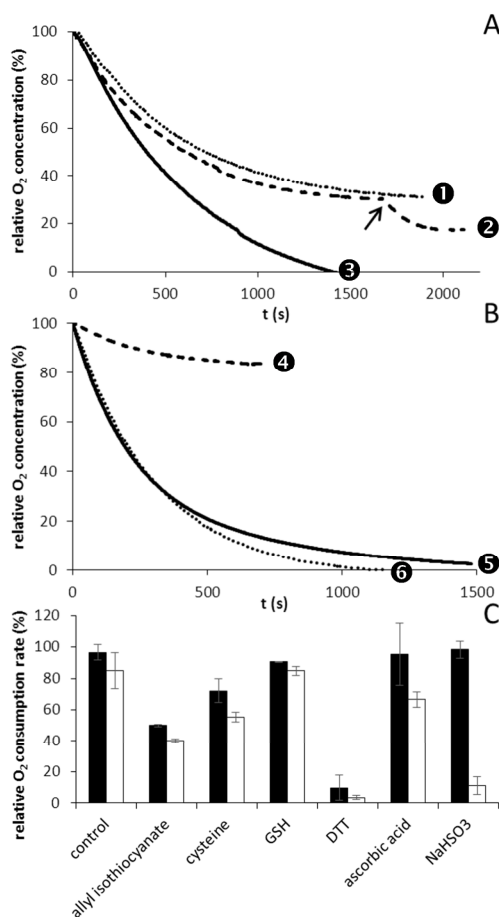 A
relative O2 concentration (%)
100
80
60
40
20
0
0
500
1000
1500
2000
t (s)
1
2
3
B
relative O2 concentration (%)
100
80
60
40
20
0
0
500
1000
1500
t (s)
4
5
6
C
relative O2 consumption rate (%)
120
100
80
60
40
20
0
control
allyl isothiocyanate
cysteine
GSH
DTT
ascorbic acid
NaHSO3